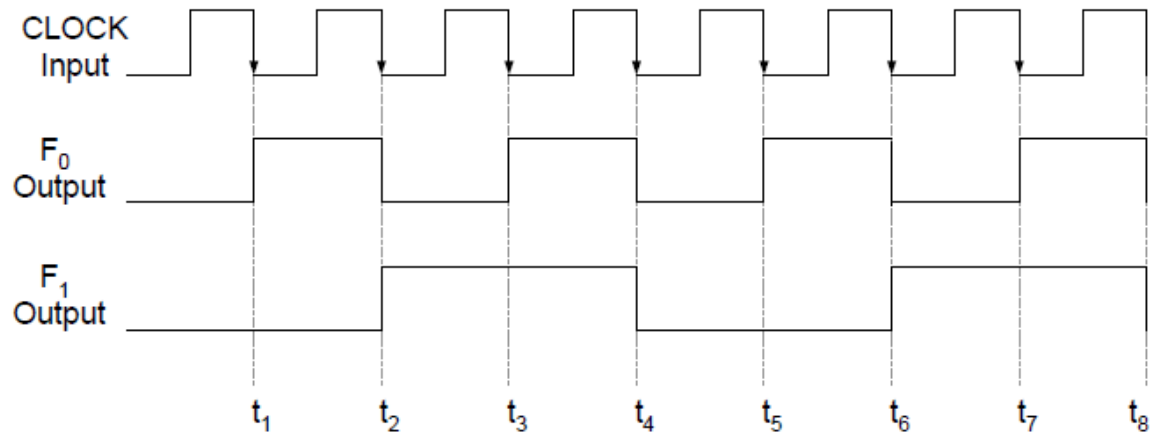 CLOCK
Input
F₀
Output
F₁
Output
t₁ t₂ t₃ t₄ t₅ t₆ t₇ t₈